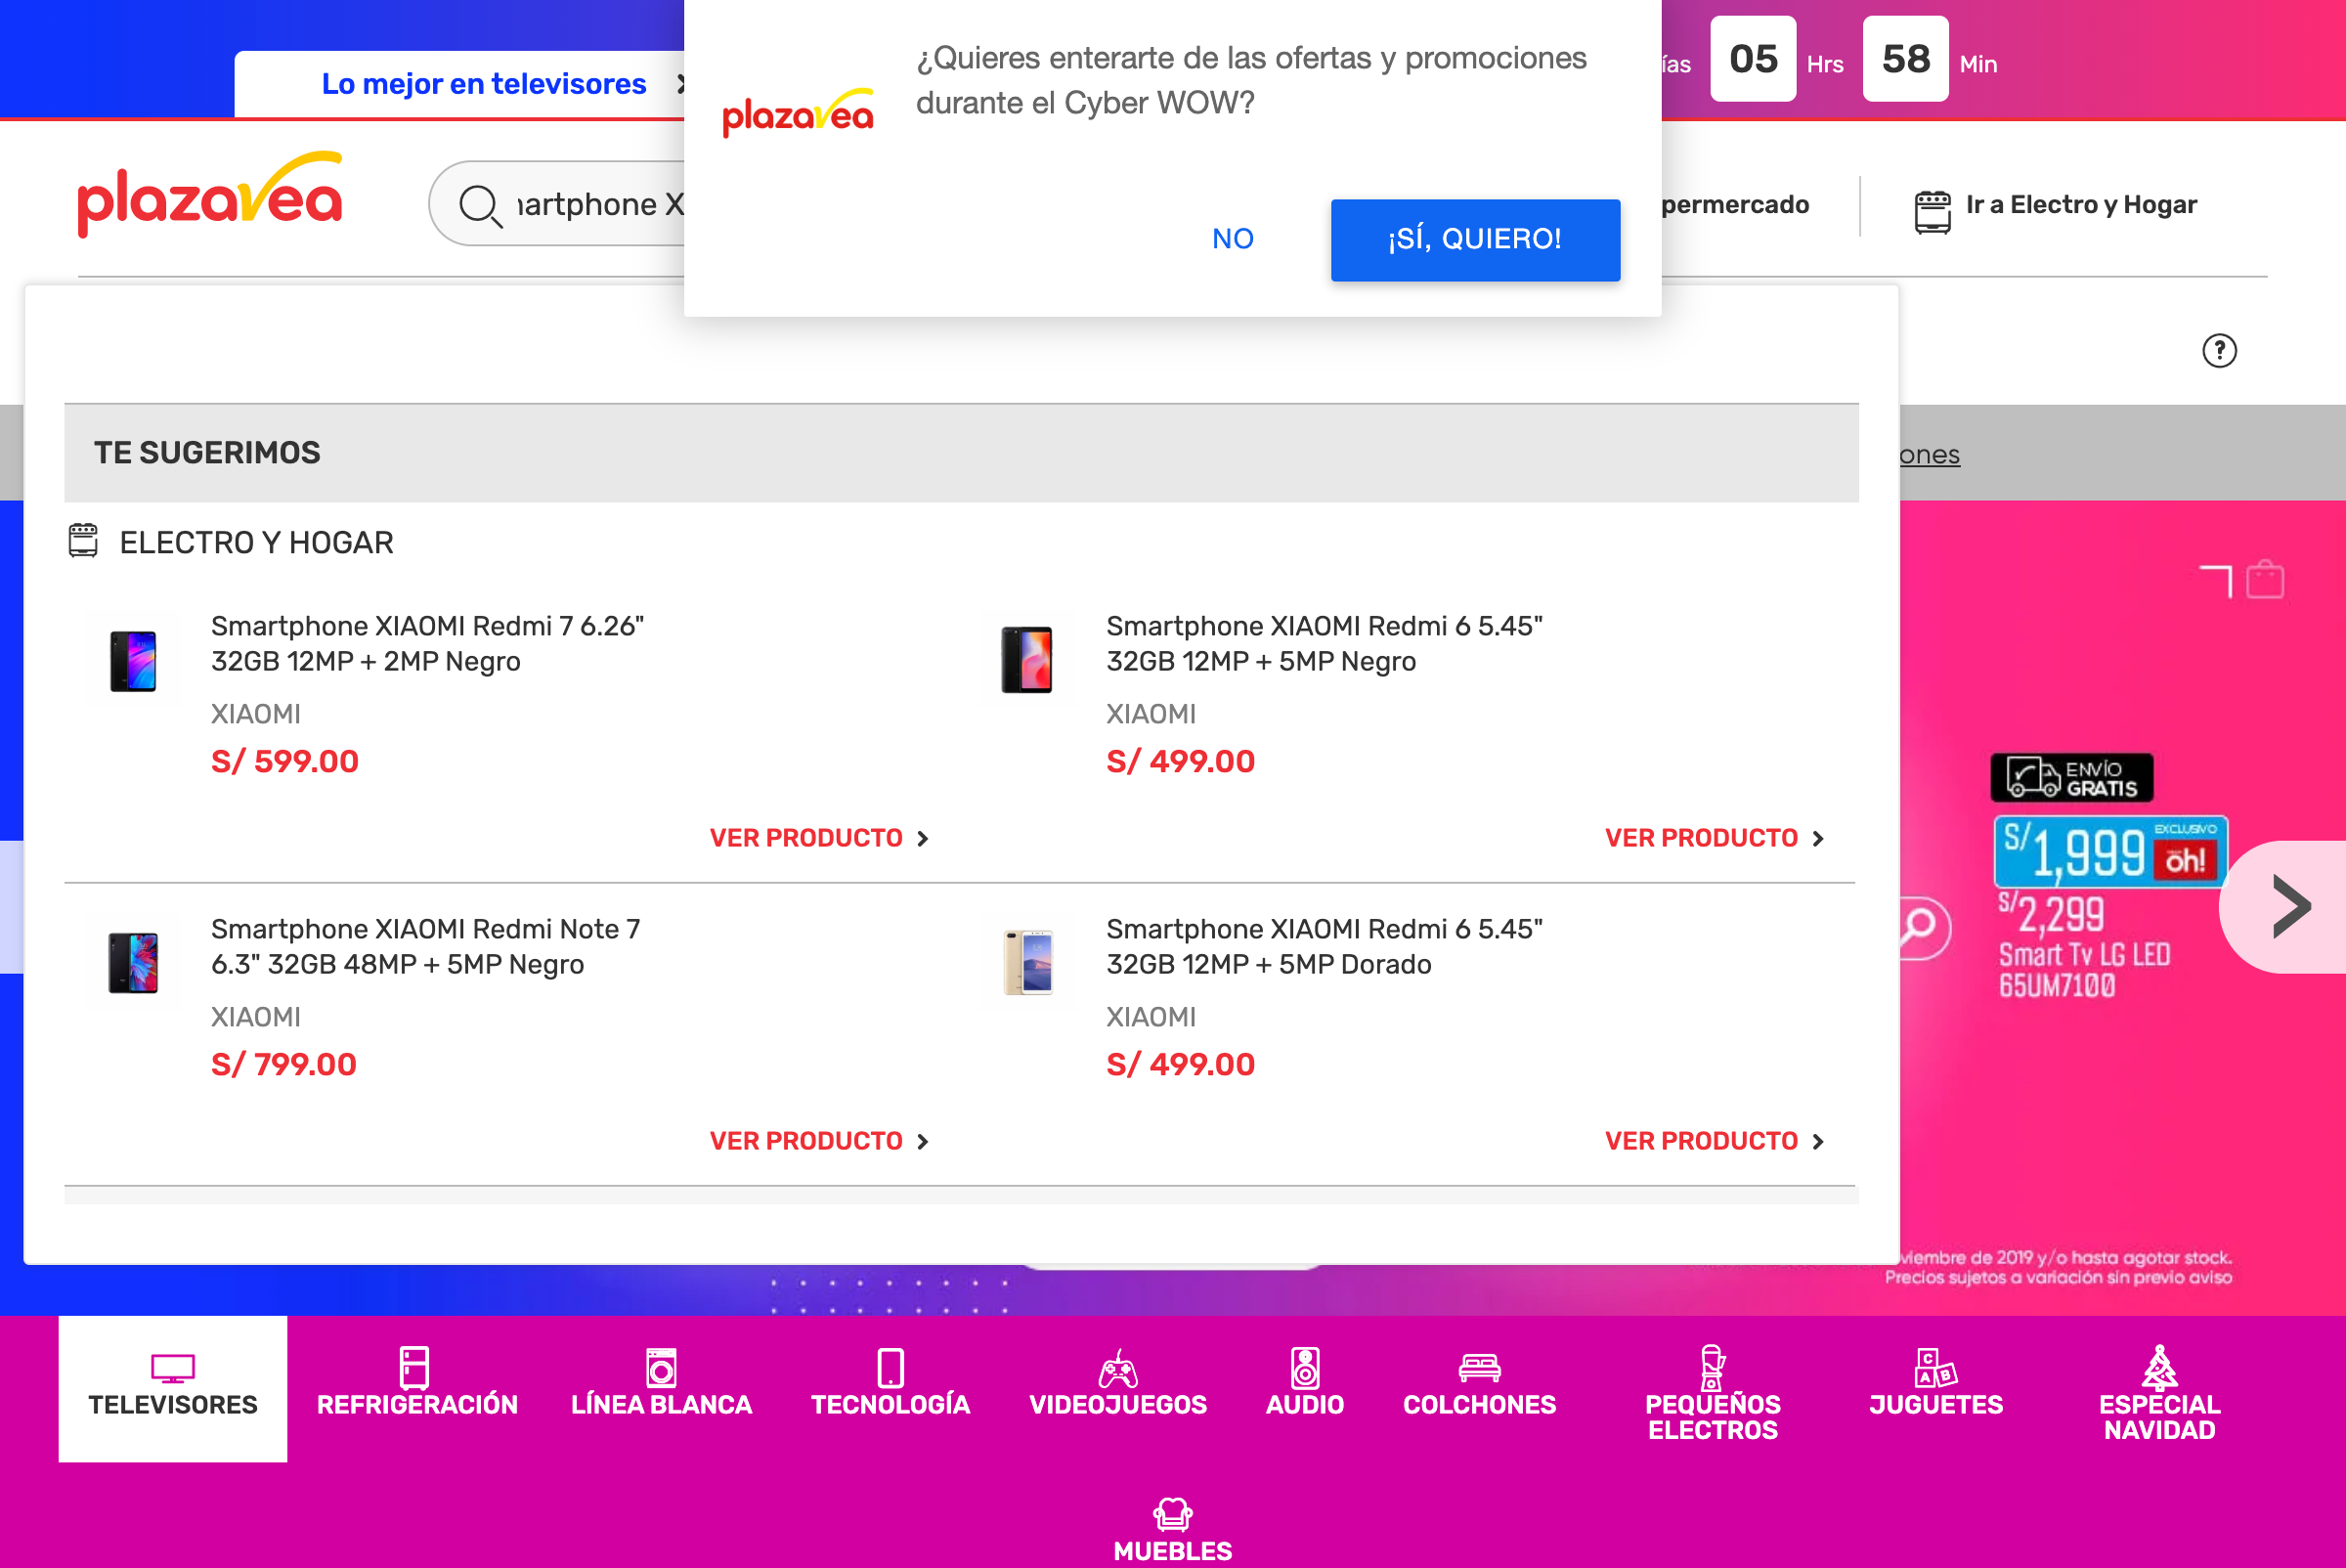 Lo mejor en televisores
¿Quieres enterarte de las ofertas y promociones
durante el Cyber WOW?
plazavea
NO
¡SÍ, QUIERO!
05 Hrs 58 Min
plazavea
Ir a Electro y Hogar
?
TE SUGERIMOS
ELECTRO Y HOGAR
Smartphone XIAOMI Redmi 7 6.26"
32GB 12MP + 2MP Negro
XIAOMI
S/ 599.00
VER PRODUCTO
Smartphone XIAOMI Redmi 6 5.45"
32GB 12MP + 5MP Negro
XIAOMI
S/ 499.00
VER PRODUCTO
Smartphone XIAOMI Redmi Note 7
6.3" 32GB 48MP + 5MP Negro
XIAOMI
S/ 799.00
VER PRODUCTO
Smartphone XIAOMI Redmi 6 5.45"
32GB 12MP + 5MP Dorado
XIAOMI
S/ 499.00
VER PRODUCTO
ENVÍO
GRATIS
S/1,999 EXCLUSIVO
oh!
S/2,299
Smart Tv LG LED
65UM7100
de 2019 y/o hasta agotar stock.
Precios sujetos a variación sin previo aviso
TELEVISORES
REFRIGERACIÓN
LÍNEA BLANCA
TECNOLOGÍA
VIDEOJUEGOS
AUDIO
COLCHONES
PEQUEÑOS
ELECTROS
JUGUETES
ESPECIAL
NAVIDAD
MUEBLES